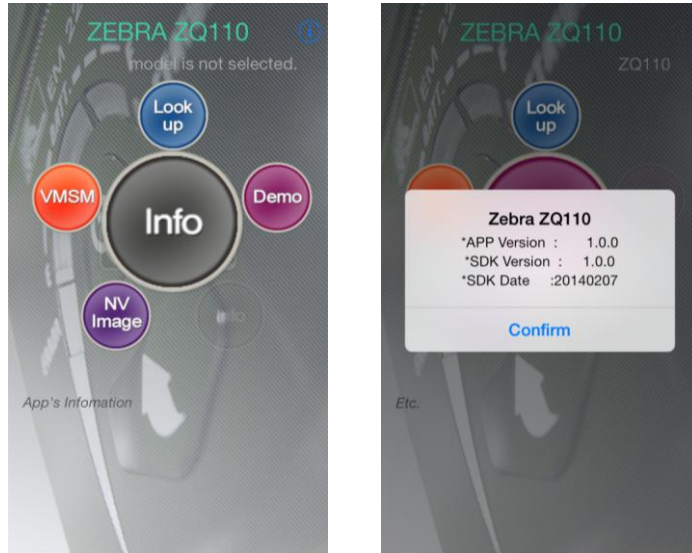 ZEBRA ZQ110
model is not selected.
Look
up
VMSM
Info
Demo
NV
Image
Info
App's Infomation
ZEBRA ZQ110
ZQ110
Look
up
Zebra ZQ110
*APP Version : 1.0.0
*SDK Version : 1.0.0
*SDK Date :20140207
Confirm
Etc.